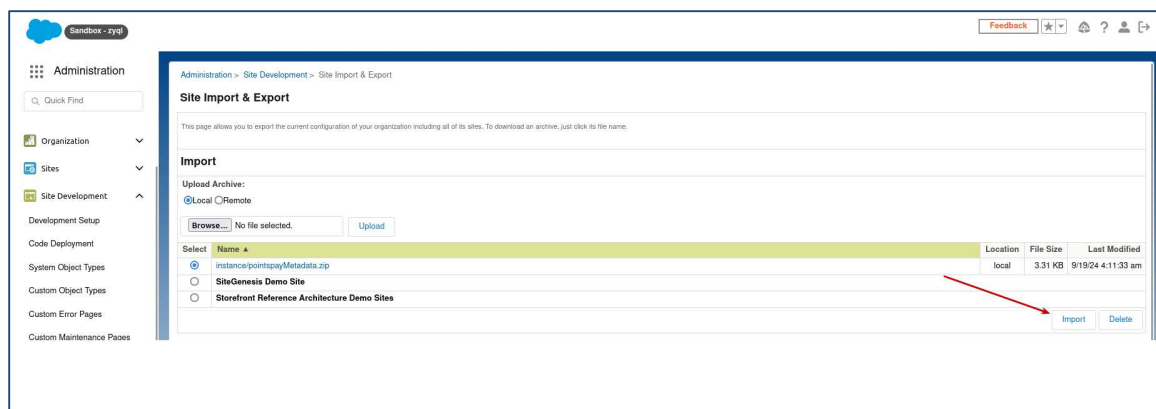 Sandbox - zyql
Feedback
Administration
Quick Find
Organization
Sites
Site Development
Development Setup
Code Deployment
System Object Types
Custom Object Types
Custom Error Pages
Custom Maintenance Pages
Administration > Site Development > Site Import & Export
Site Import & Export
This page allows you to export the current configuration of your organization including all of its sites. To download an archive, just click its file name.
Import
Upload Archive:
Local Remote
Browse... No file selected. Upload
Select Name ▲ Location File Size Last Modified
instance/pointspayMetadata.zip local 3.31 KB 9/19/24 4:11:33 am
SiteGenesis Demo Site
Storefront Reference Architecture Demo Sites
Import Delete